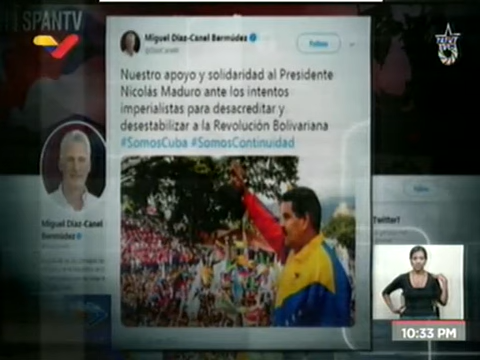 SPANTV
Miguel Díaz-Canel Bermúdez
Follow
Nuestro apoyo y solidaridad al Presidente
Nicolás Maduro ante los intentos
imperialistas para desacreditar y
desestabilizar a la Revolución Bolivariana
#SomosCuba #SomosContinuidad
Miguel Díaz-Canel
Bermúdez
Twitter?
10:33 PM